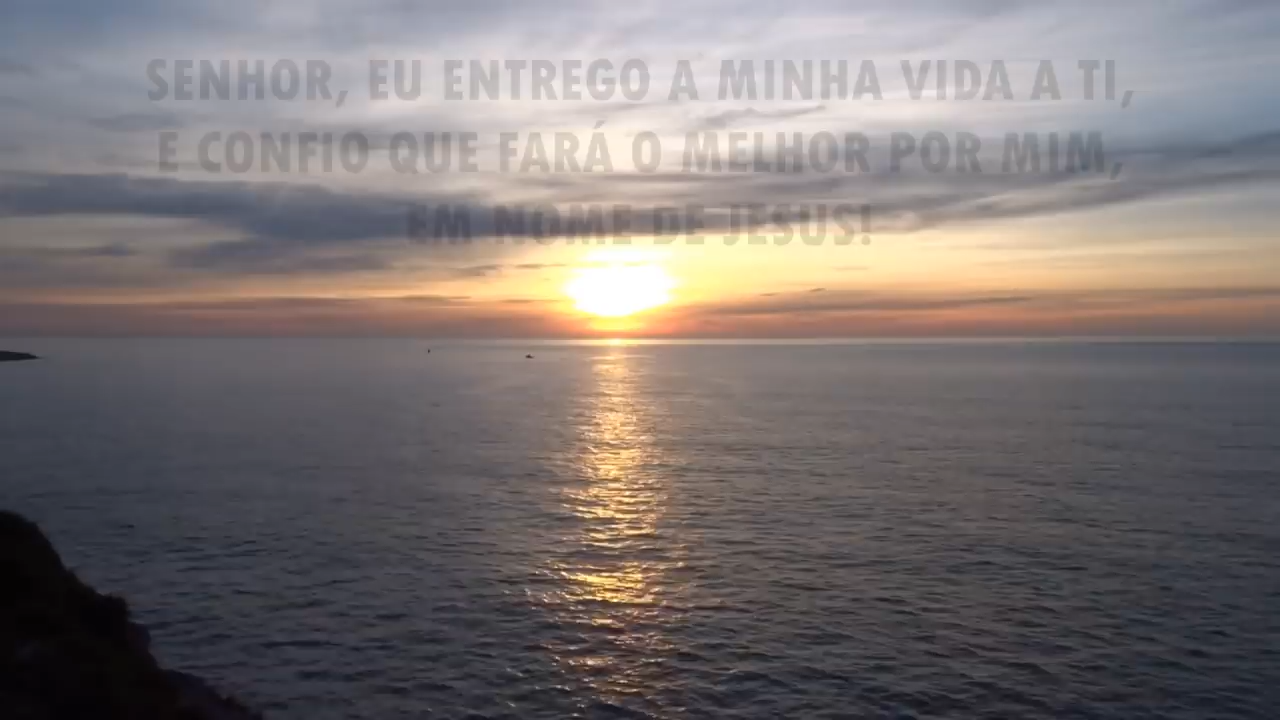 SENHOR, EU ENTREGO A MINHA VIDA A TI,
E CONFIO QUE FARÁ O MELHOR POR MIM,
EM NOME DE JESUS!